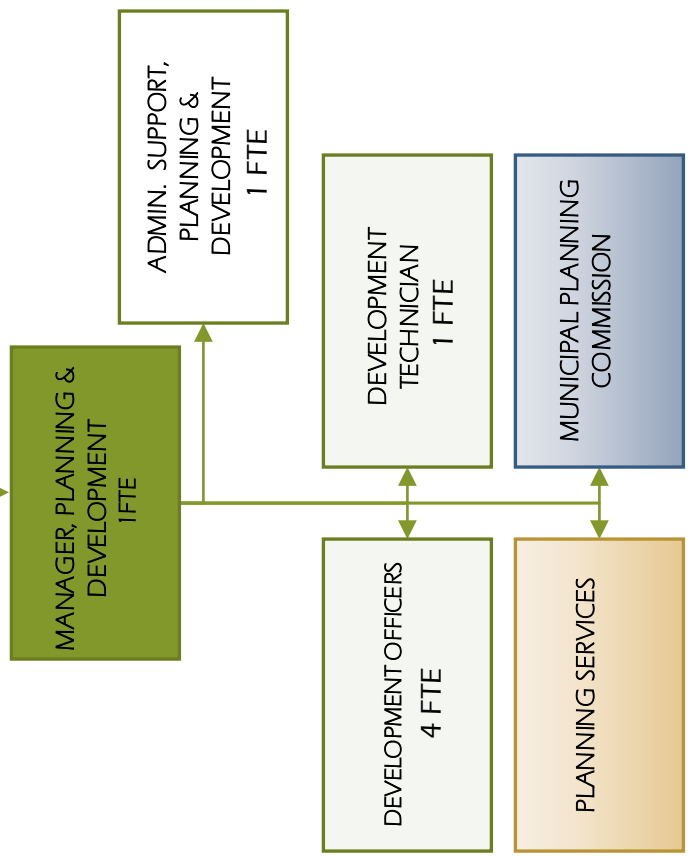 MANAGER, PLANNING &
DEVELOPMENT
1FTE
ADMIN. SUPPORT,
PLANNING &
DEVELOPMENT
1 FTE
DEVELOPMENT OFFICERS
4 FTE
DEVELOPMENT
TECHNICIAN
1 FTE
PLANNING SERVICES
MUNICIPAL PLANNING
COMMISSION